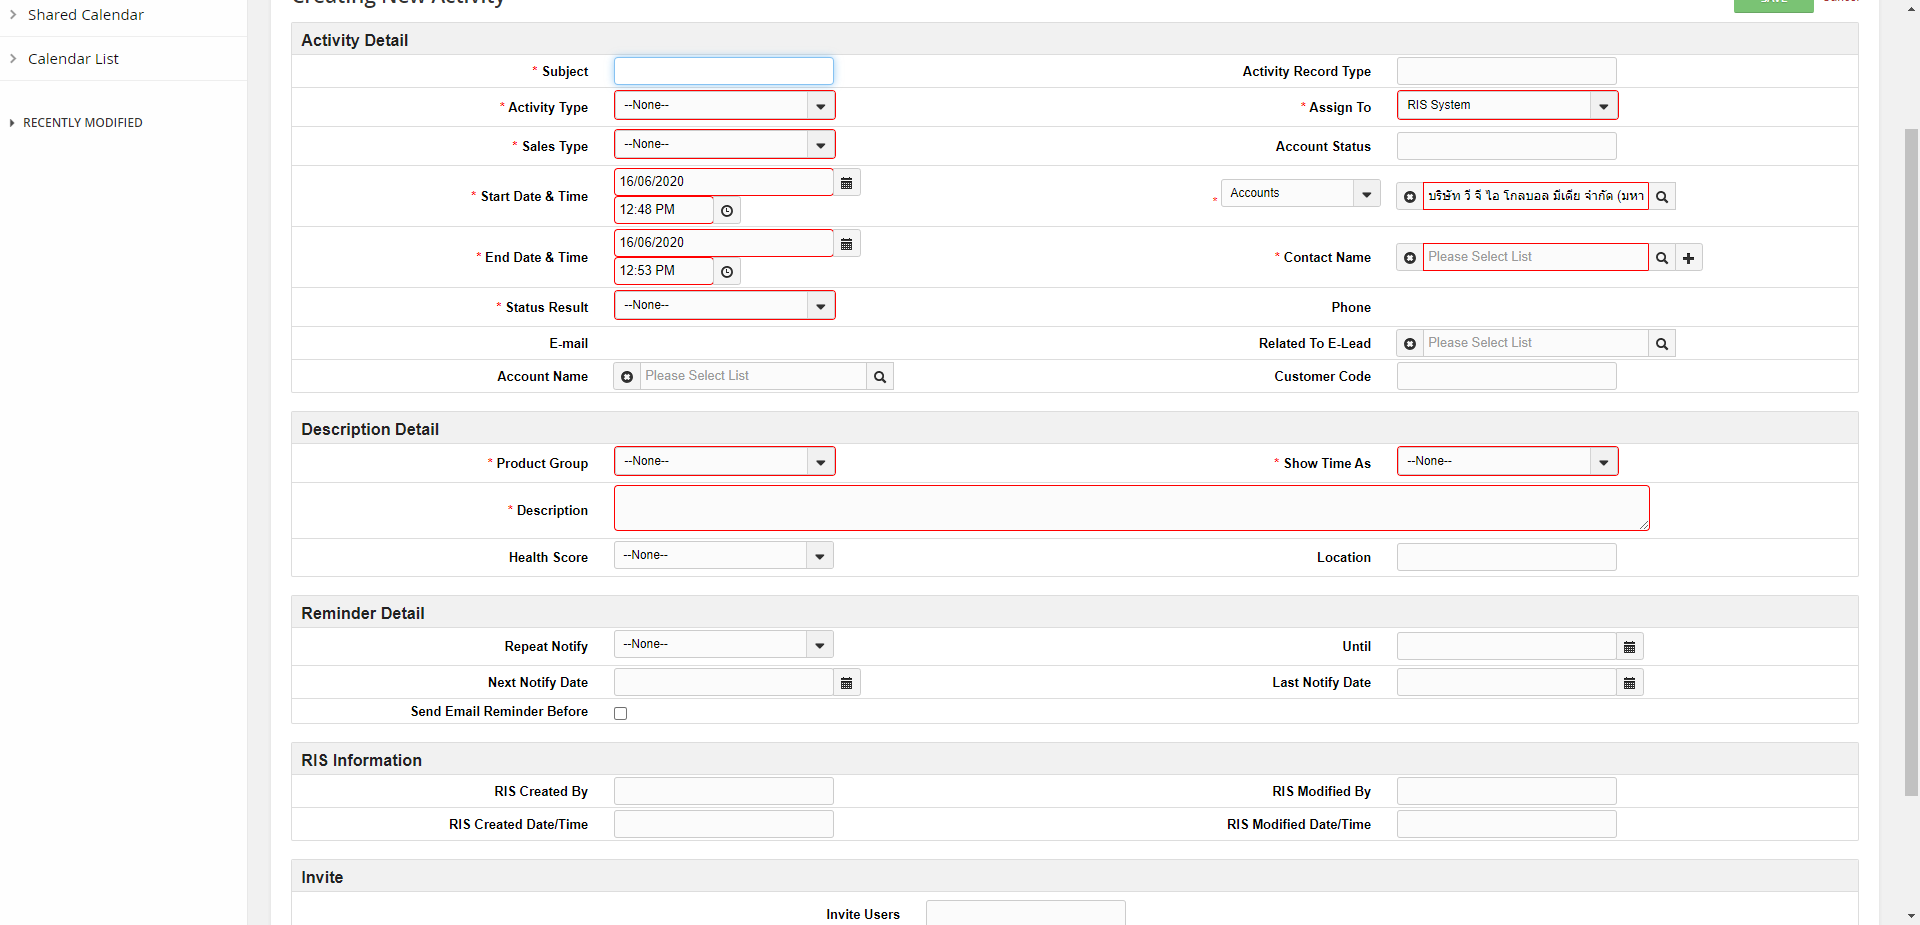 Shared Calendar
Calendar List
RECENTLY MODIFIED
Creating New Activity
Activity Detail
* Subject
Activity Record Type
* Activity Type --None--
* Assign To RIS System
* Sales Type --None--
Account Status
* Start Date & Time 16/06/2020
12:48 PM
* Accounts บริษัท วี จี ไอ โกลบอล มีเดีย จำกัด (มหา
* End Date & Time 16/06/2020
12:53 PM
* Contact Name Please Select List
* Status Result --None--
Phone
E-mail
Related To E-Lead Please Select List
Account Name Please Select List
Customer Code
Description Detail
* Product Group --None--
* Show Time As --None--
* Description
Health Score --None--
Location
Reminder Detail
Repeat Notify --None--
Until
Next Notify Date
Last Notify Date
Send Email Reminder Before
RIS Information
RIS Created By
RIS Modified By
RIS Created Date/Time
RIS Modified Date/Time
Invite
Invite Users